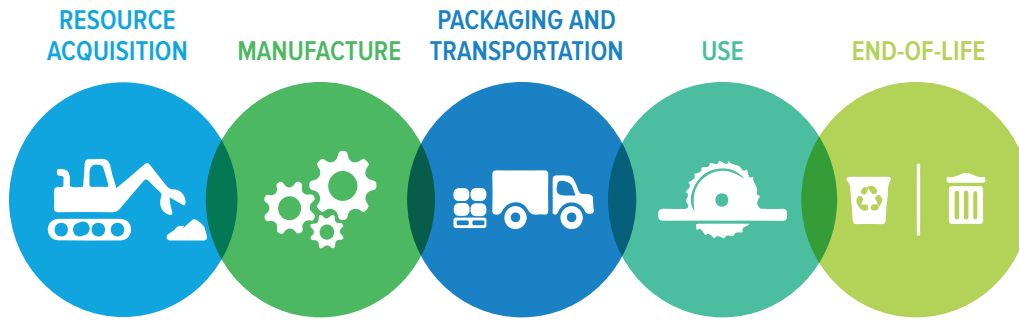 RESOURCE
ACQUISITION
MANUFACTURE
PACKAGING AND
TRANSPORTATION
USE
END-OF-LIFE